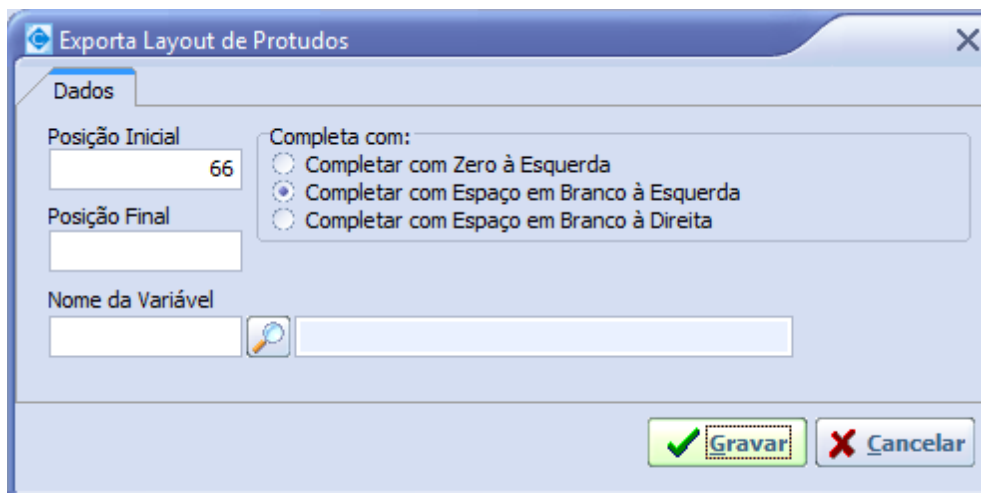 Exporta Layout de Protudos
Dados
Posição Inicial
66
Completa com:
Completar com Zero à Esquerda
Completar com Espaço em Branco à Esquerda
Completar com Espaço em Branco à Direita
Posição Final
Nome da Variável
Gravar
Cancelar